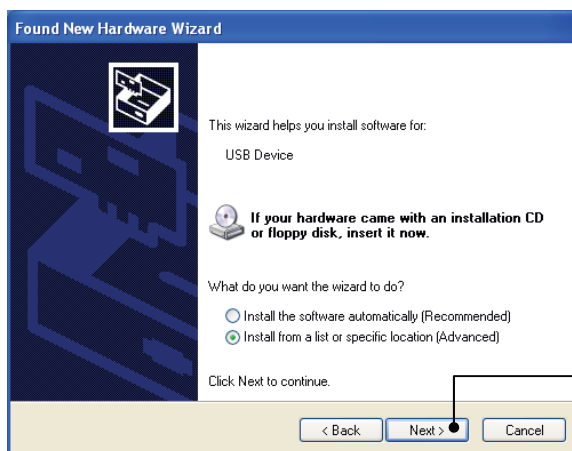 Found New Hardware Wizard
This wizard helps you install software for:
USB Device
If your hardware came with an installation CD
or floppy disk, insert it now.
What do you want the wizard to do?
Install the software automatically (Recommended)
Install from a list or specific location (Advanced)
Click Next to continue.
< Back Next > Cancel